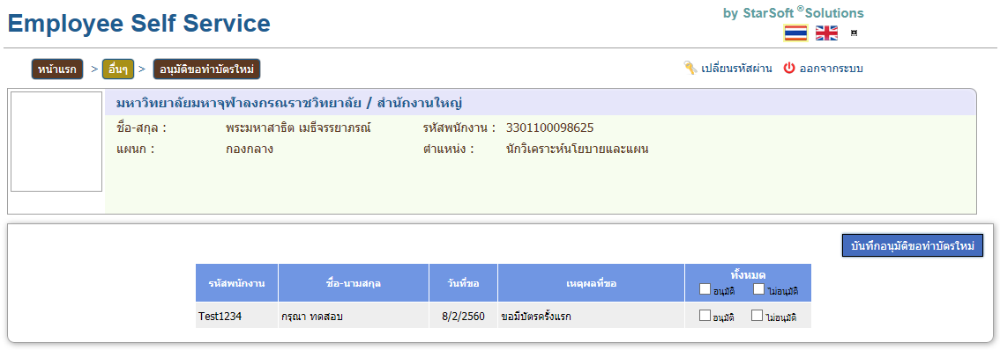 Employee Self Service
by StarSoft ®Solutions
หน้าแรก > อื่นๆ > อนุมัติขอทำบัตรใหม่
เปลี่ยนรหัสผ่าน ออกจากระบบ
มหาวิทยาลัยมหาจุฬาลงกรณราชวิทยาลัย / สำนักงานใหญ่
ชื่อ-สกุล : พระมหาสาธิต เมธีจรรยาภรณ์ รหัสพนักงาน : 3301100098625
แผนก : กองกลาง ตำแหน่ง : นักวิเคราะห์นโยบายและแผน
บันทึกอนุมัติขอทำบัตรใหม่
รหัสพนักงาน ชื่อ-นามสกุล วันที่ขอ เหตุผลที่ขอ ทั้งหมด
อนุมัติ ไม่อนุมัติ
Test1234 กรุณา ทดสอบ 8/2/2560 ขอมีบัตรครั้งแรก อนุมัติ ไม่อนุมัติ